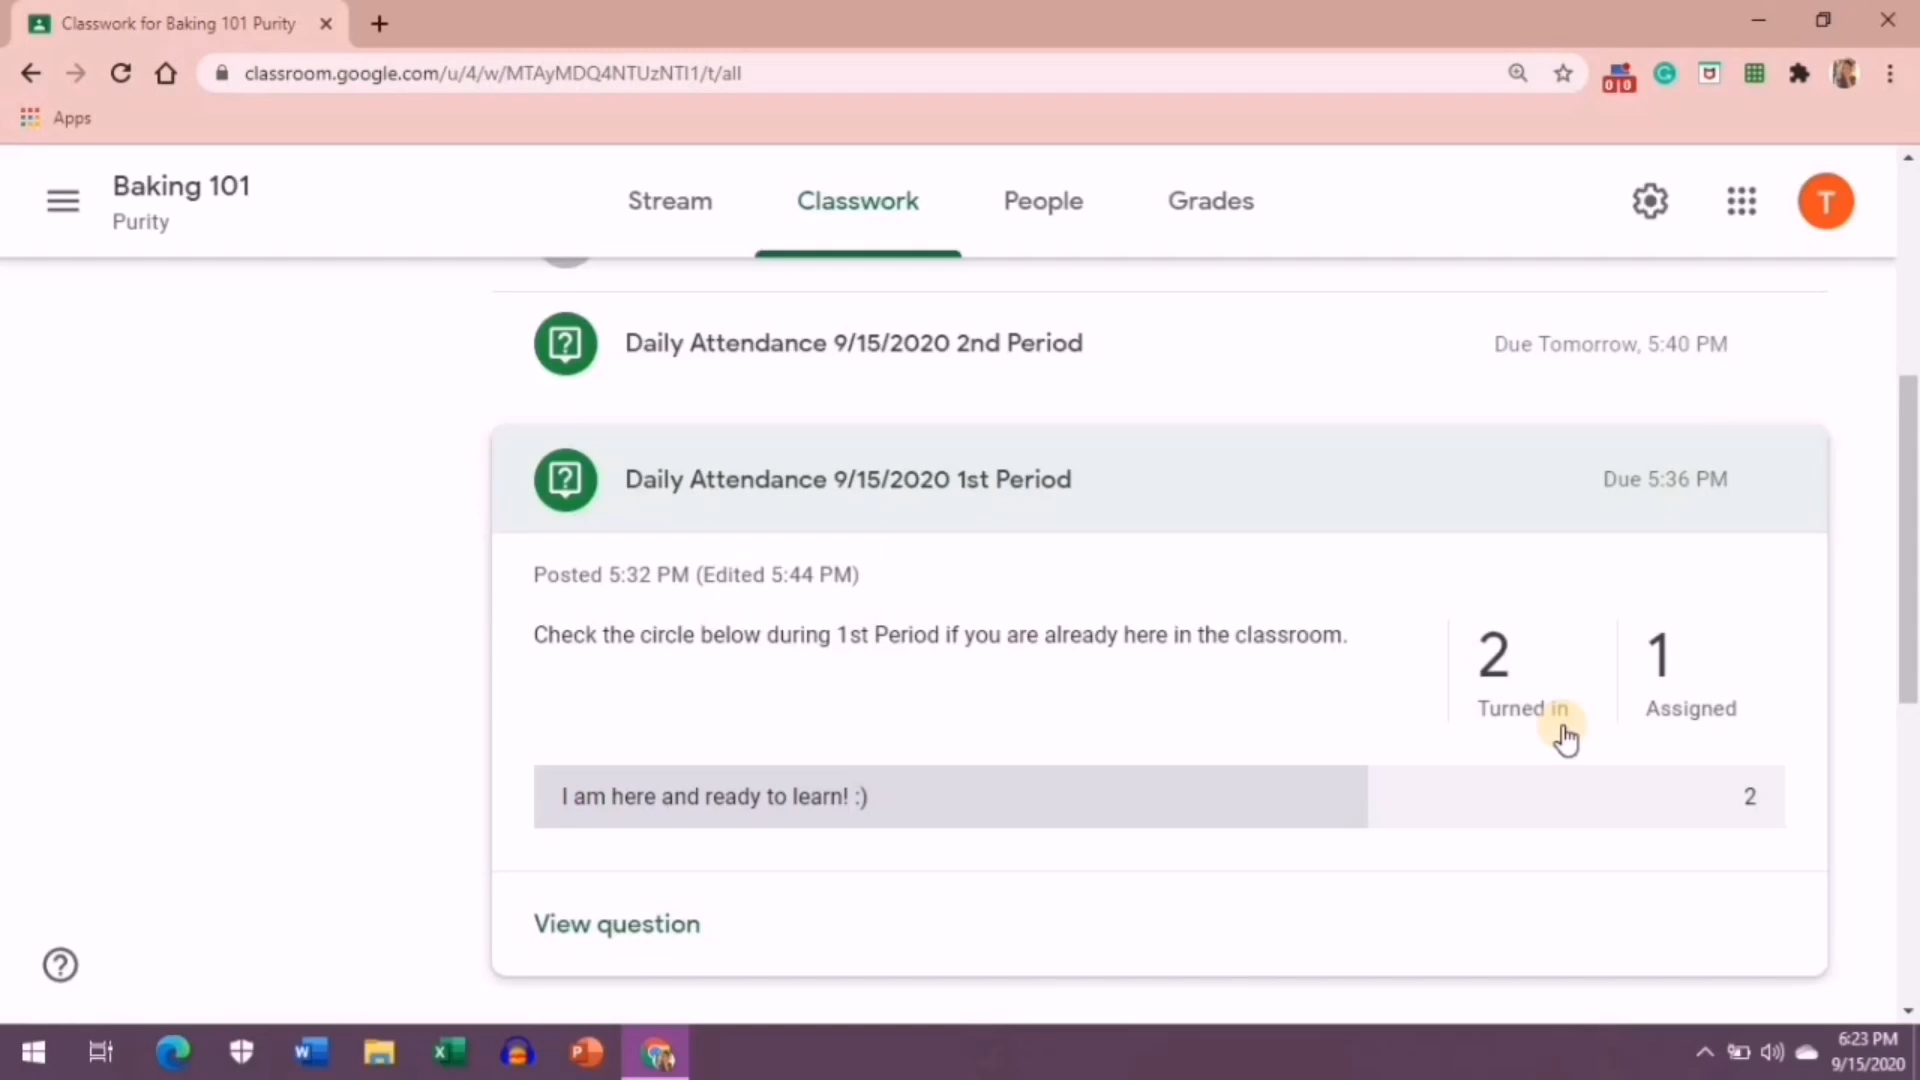 Classwork for Baking 101 Purity
classroom.google.com/u/4/w/MTAyMDQ4NTUzNTI1/t/all
Apps
Baking 101
Purity
Stream
Classwork
People
Grades
T
Daily Attendance 9/15/2020 2nd Period
Due Tomorrow, 5:40 PM
Daily Attendance 9/15/2020 1st Period
Due 5:36 PM
Posted 5:32 PM (Edited 5:44 PM)
Check the circle below during 1st Period if you are already here in the classroom.
2
Turned in
1
Assigned
I am here and ready to learn! :)
2
View question
6:23 PM
9/15/2020